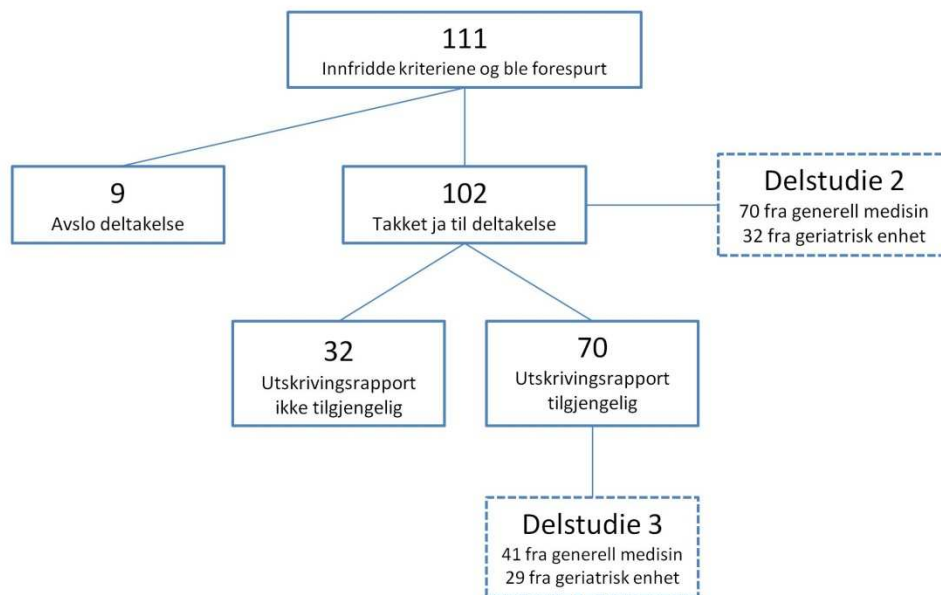 111
Innfridde kriteriene og ble forespurt
9
Avslo deltakelse
102
Takket ja til deltakelse
Delstudie 2
70 fra generell medisin
32 fra geriatrisk enhet
32
Utskrivingsrapport
ikke tilgjengelig
70
Utskrivingsrapport
tilgjengelig
Delstudie 3
41 fra generell medisin
29 fra geriatrisk enhet